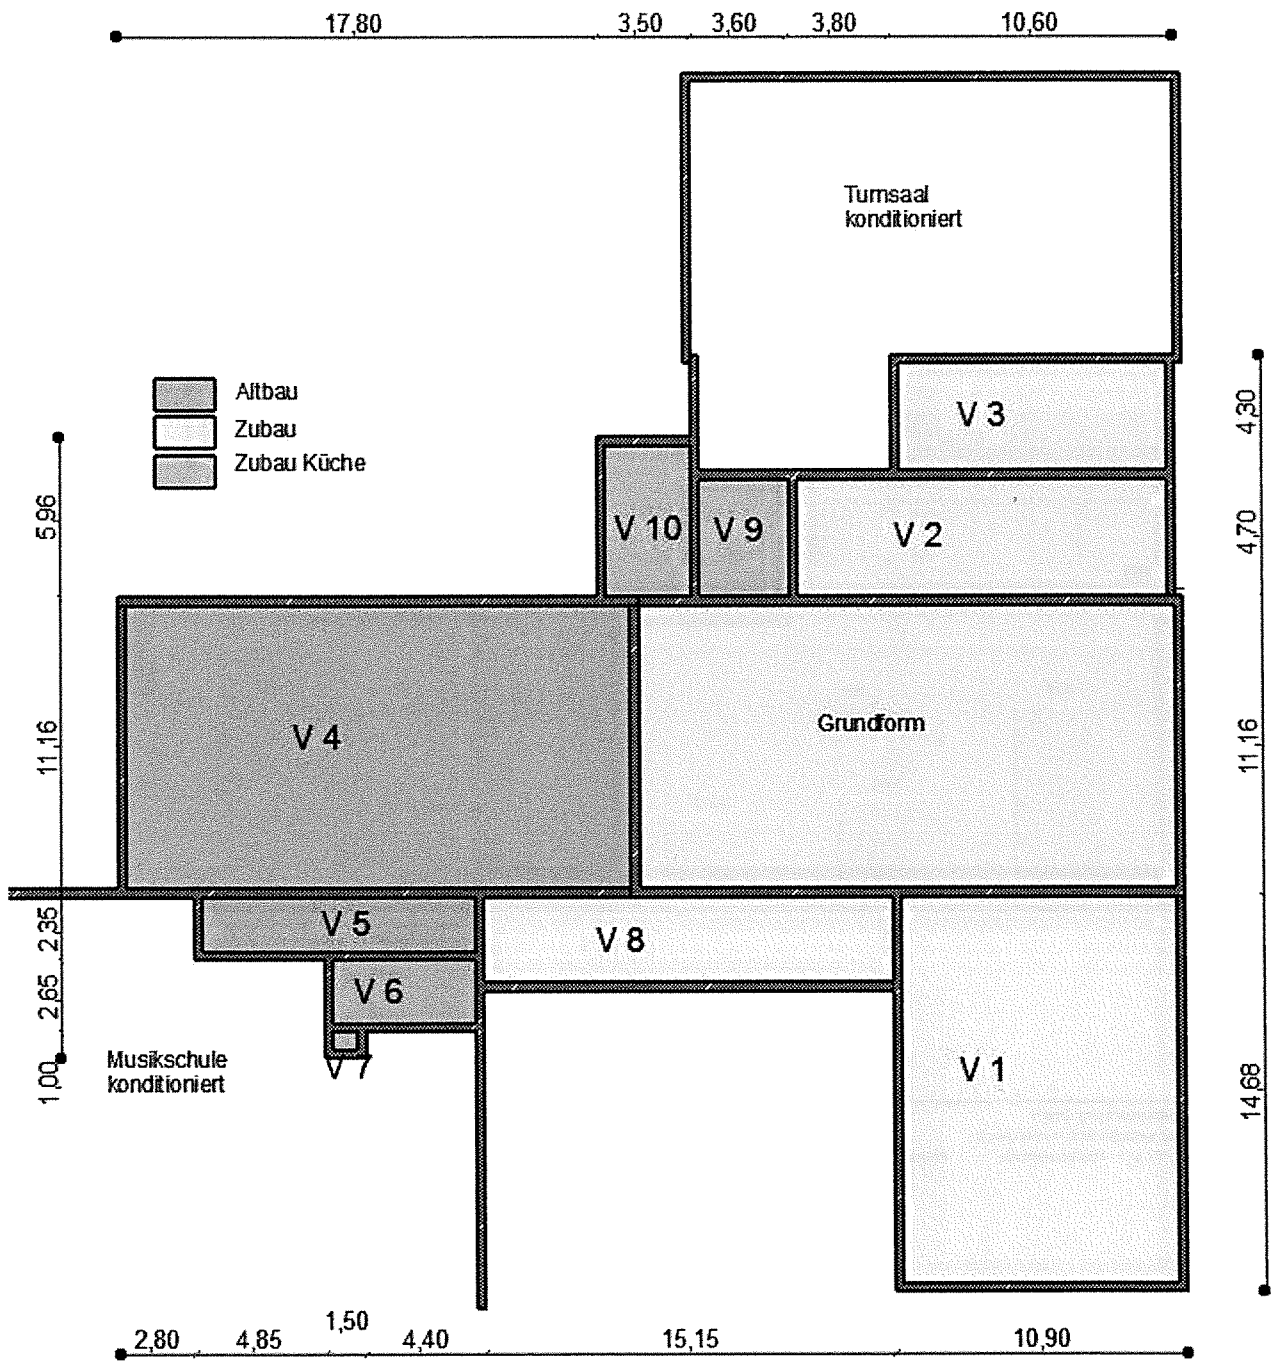 17,80 3,50 3,60 3,80 10,60
Turnsaal
konditioniert
Altbau
Zubau
Zubau Küche
V 3
4,30
5,96
V 10 V 9 V 2
4,70
V 4
Grundform
11,16
11,16
V 5
V 8
2,35
V 6
2,65
V 7
1,00
Musikschule
konditioniert
V 1
14,68
2,80 4,85 1,50 4,40 15,15 10,90